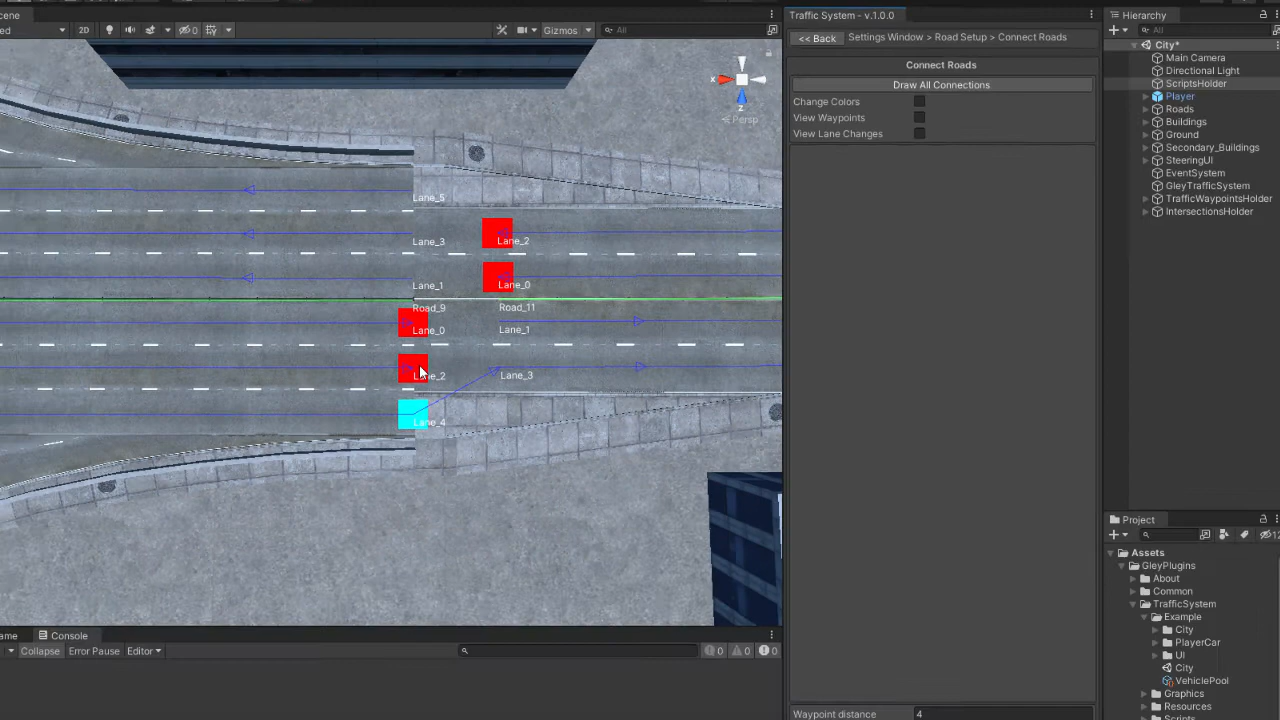 cene
Traffic System - v.1.0.0
Hierarchy
ed
2D
0
Gizmos
All
<< Back
Settings Window > Road Setup > Connect Roads
All
City*
Connect Roads
Main Camera
Draw All Connections
Directional Light
ScriptsHolder
Change Colors
Player
View Waypoints
Roads
View Lane Changes
Buildings
Ground
Secondary_Buildings
SteeringUI
EventSystem
GleyTrafficSystem
TrafficWaypointsHolder
IntersectionsHolder
x
z
Persp
Lane_5
Lane_3
Lane_2
Lane_1
Lane_0
Road_9
Road_11
Lane_0
Lane_1
Lane_2
Lane_3
Lane_4
Project
12
Assets
GleyPlugins
About
Common
TrafficSystem
Example
City
PlayerCar
UI
City
VehiclePool
Graphics
Resources
Scripts
ame
Console
Collapse
Error Pause
Editor
0
0
0
Waypoint distance
4